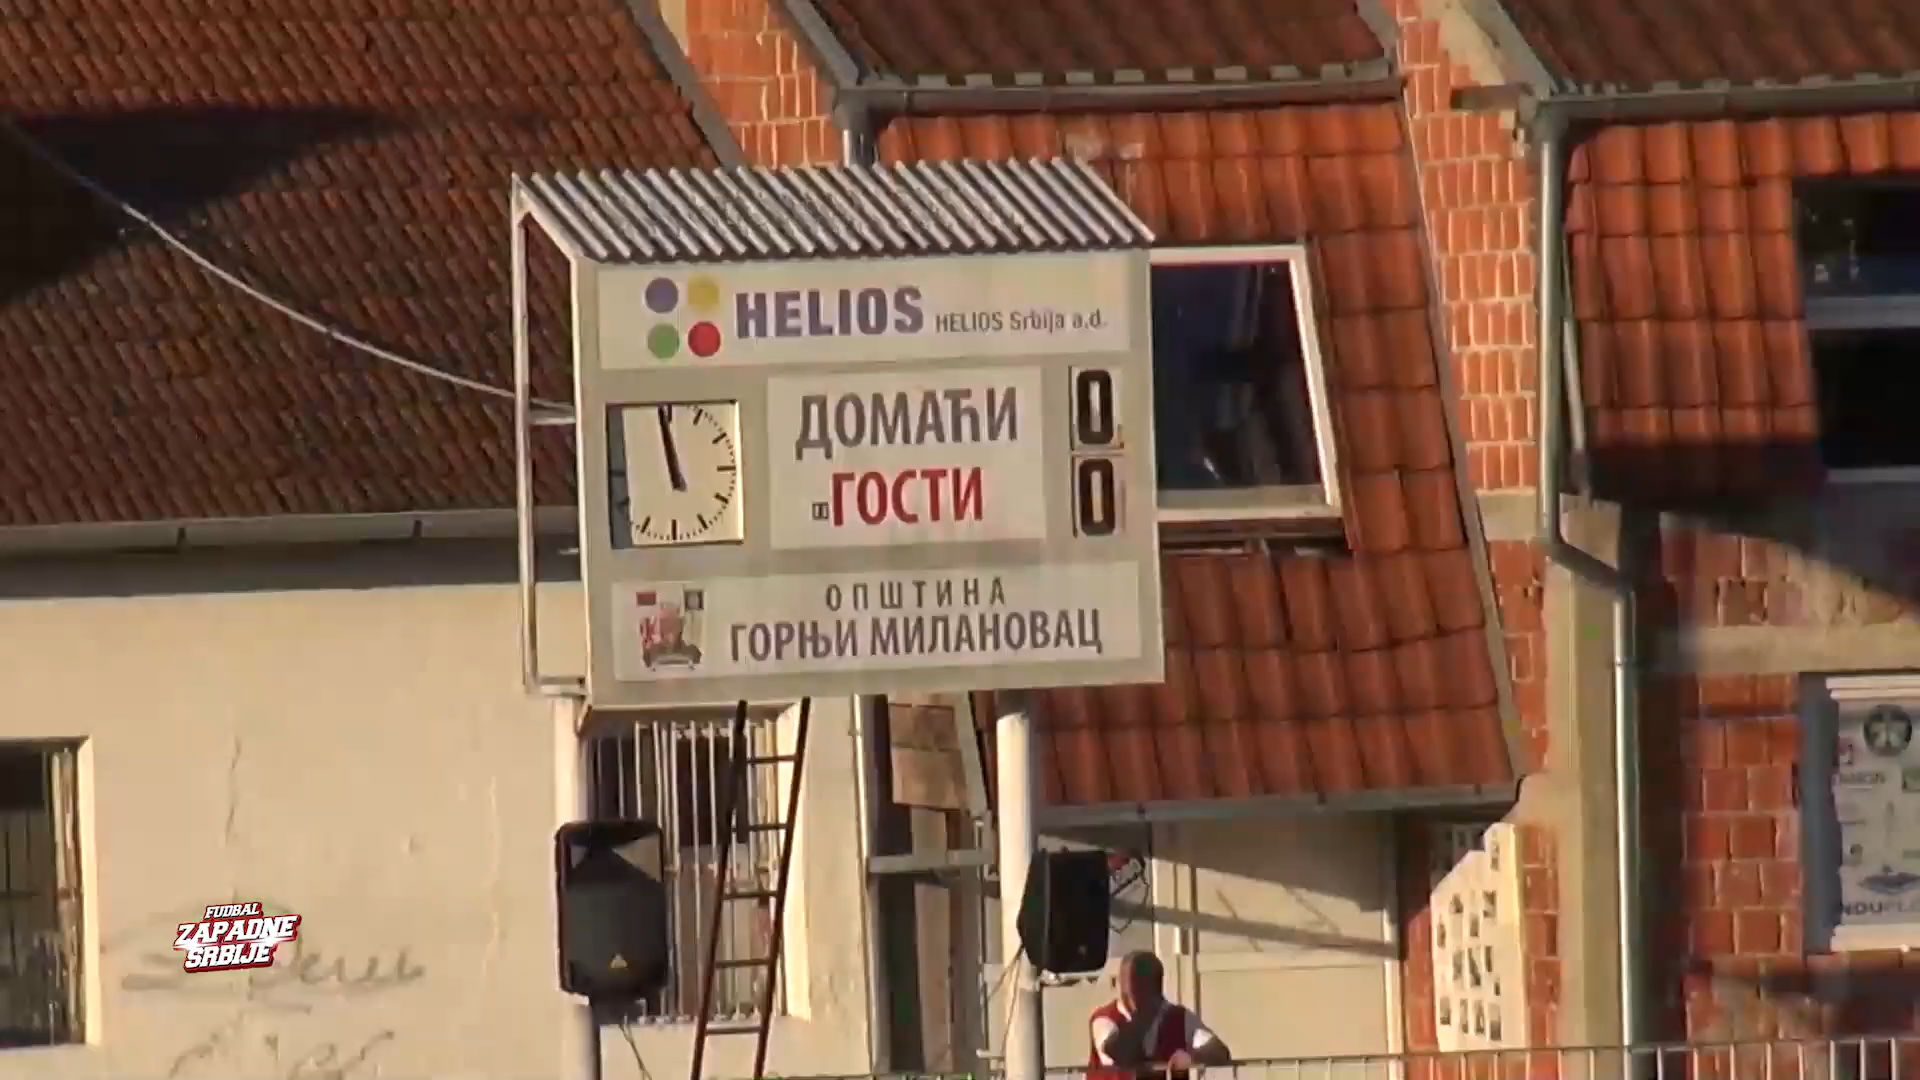 HELIOS HELIOS Srbija a.d.
ДОМАЋИ 0
ГОСТИ 0
ОПШТИНА
ГОРЊИ МИЛАНОВАЦ
FUDBAL
ZAPADNE
SRBIJE